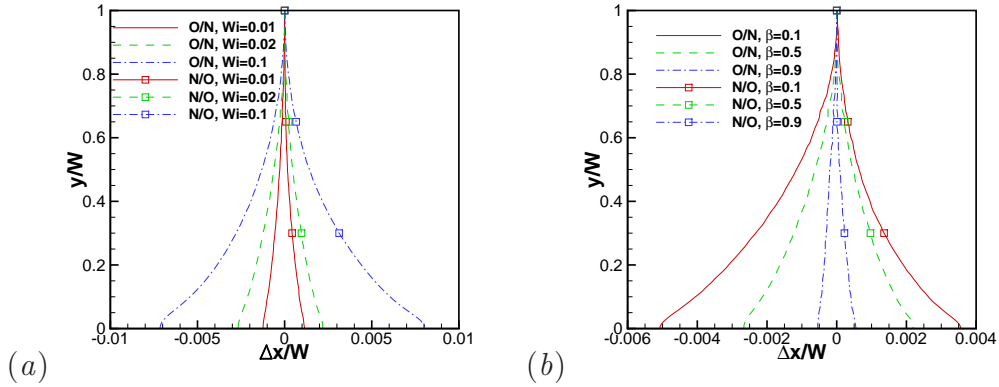 (a)
y/W
1
0.8
0.6
0.4
0.2
0
O/N, Wi=0.01
O/N, Wi=0.02
O/N, Wi=0.1
N/O, Wi=0.01
N/O, Wi=0.02
N/O, Wi=0.1
-0.01 -0.005 0 0.005 0.01
Δx/W
(b)
y/W
1
0.8
0.6
0.4
0.2
0
O/N, β=0.1
O/N, β=0.5
O/N, β=0.9
N/O, β=0.1
N/O, β=0.5
N/O, β=0.9
-0.006 -0.004 -0.002 0 0.002 0.004
Δx/W